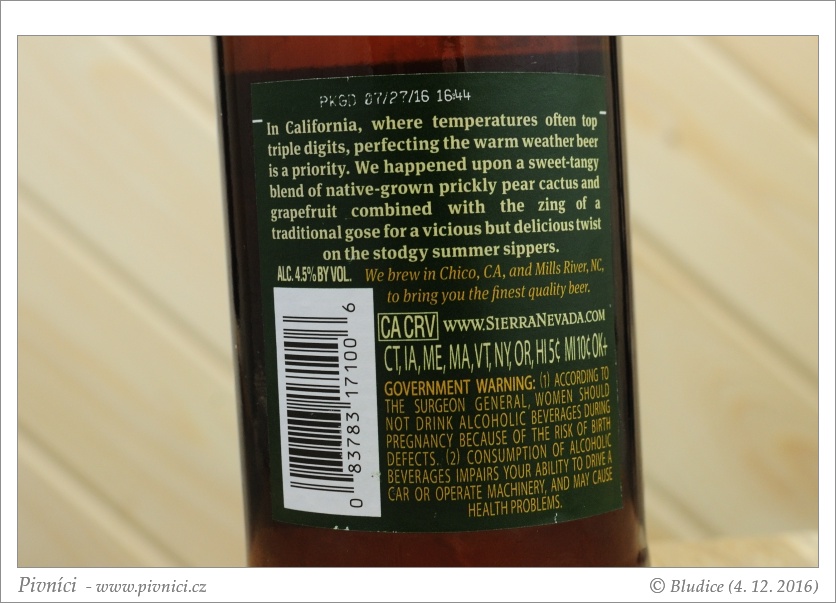 PKGD 07/27/16 16:44
In California, where temperatures often top
triple digits, perfecting the warm weather beer
is a priority. We happened upon a sweet-tangy
blend of native-grown prickly pear cactus and
grapefruit combined with the zing of a
traditional gose for a vicious but delicious twist
on the stodgy summer sippers.
ALC. 4.5% BY VOL.
We brew in Chico, CA, and Mills River, NC,
to bring you the finest quality beer.
CA CRV WWW.SIERRANEVADA.COM
CT, IA, ME, MA, VT, NY, OR, HI 5¢ MI 10¢ OK+
GOVERNMENT WARNING: (1) ACCORDING TO
THE SURGEON GENERAL, WOMEN SHOULD
NOT DRINK ALCOHOLIC BEVERAGES DURING
PREGNANCY BECAUSE OF THE RISK OF BIRTH
DEFECTS. (2) CONSUMPTION OF ALCOHOLIC
BEVERAGES IMPAIRS YOUR ABILITY TO DRIVE A
CAR OR OPERATE MACHINERY, AND MAY CAUSE
HEALTH PROBLEMS.
0 83783 17100 6
Pivníci - www.pivnici.cz
© Bludice (4. 12. 2016)